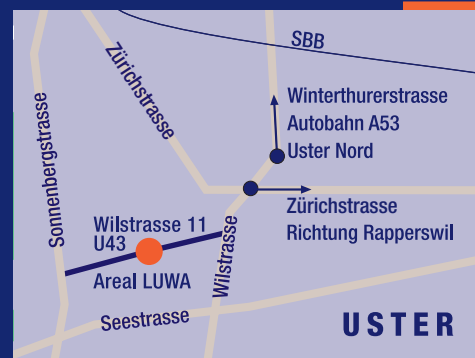 SBB
Zürichstrasse
Winterthurerstrasse
Autobahn A53
Uster Nord
Sonnenbergstrasse
Zürichstrasse
Richtung Rapperswil
Wilstrasse 11
U43
Areal LUWA
Wilstrasse
Seestrasse
USTER